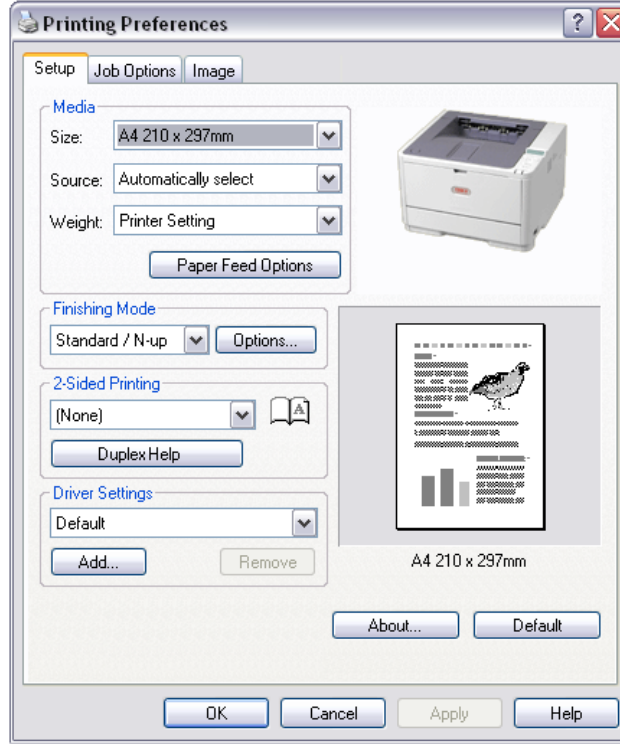 Printing Preferences
Setup
Job Options
Image
Media
Size: A4 210 x 297mm
Source: Automatically select
Weight: Printer Setting
Paper Feed Options
Finishing Mode
Standard / N-up
Options...
2-Sided Printing
(None)
A
Duplex Help
Driver Settings
Default
Add...
Remove
A4 210 x 297mm
About...
Default
OK
Cancel
Apply
Help